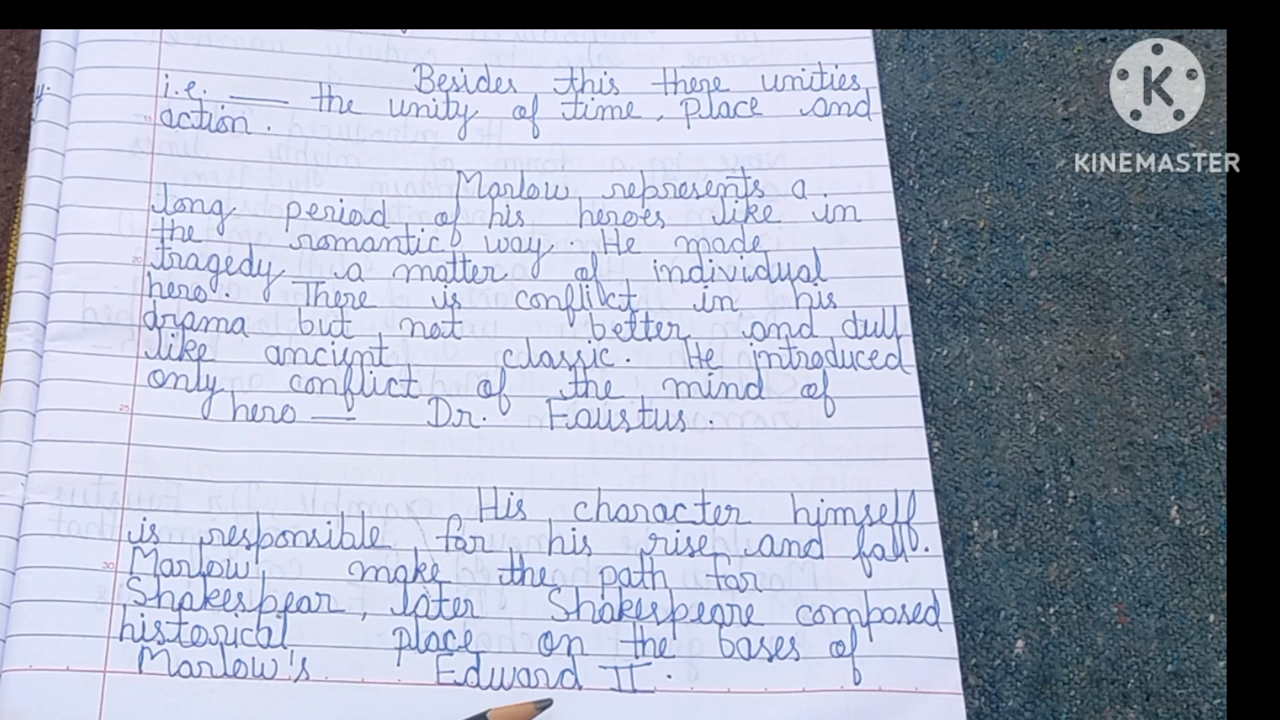 Besides this there unities
i.e. — the unity of time, place and
action.
Marlow represents a
long period of his heroes like in
the romantic way. He made
tragedy a matter of individual
hero. There is conflict in his
drama but not better and dull
like ancient classic. He introduced
only conflict of the mind of
hero — Dr. Faustus.
His character himself
is responsible for his rise and fall.
Marlow, make the path for
Shakespear, later Shakespeare composed
historical place on the bases of
Marlow's Edward II.
K
KINEMASTER